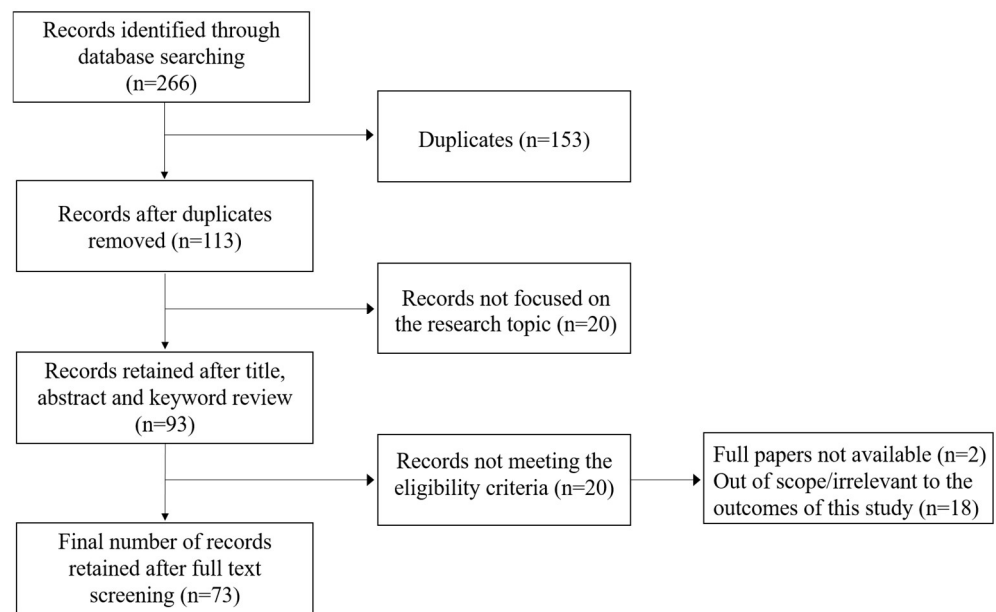 Records identified through
database searching
(n=266)
Duplicates (n=153)
Records after duplicates
removed (n=113)
Records not focused on
the research topic (n=20)
Records retained after title,
abstract and keyword review
(n=93)
Records not meeting the
eligibility criteria (n=20)
Full papers not available (n=2)
Out of scope/irrelevant to the
outcomes of this study (n=18)
Final number of records
retained after full text
screening (n=73)